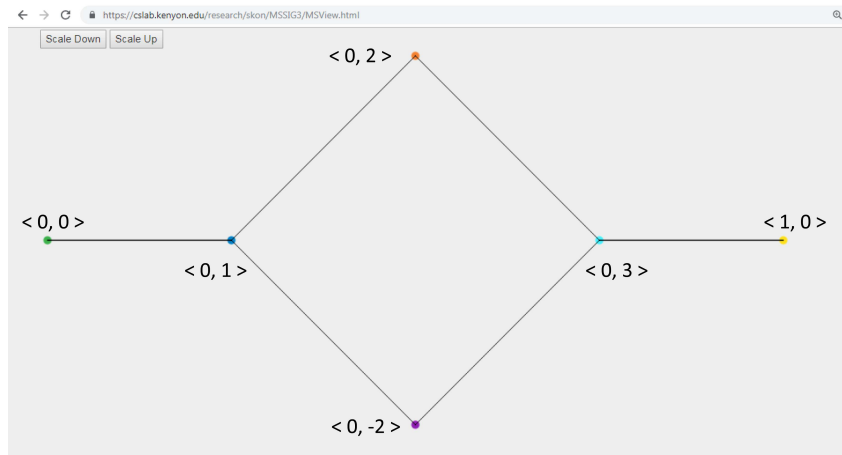 https://cslab.kenyon.edu/research/skon/MSSIG3/MSView.html
Scale Down Scale Up
< 0, 2 >
< 0, 0 >
< 1, 0 >
< 0, 1 >
< 0, 3 >
< 0, -2 >